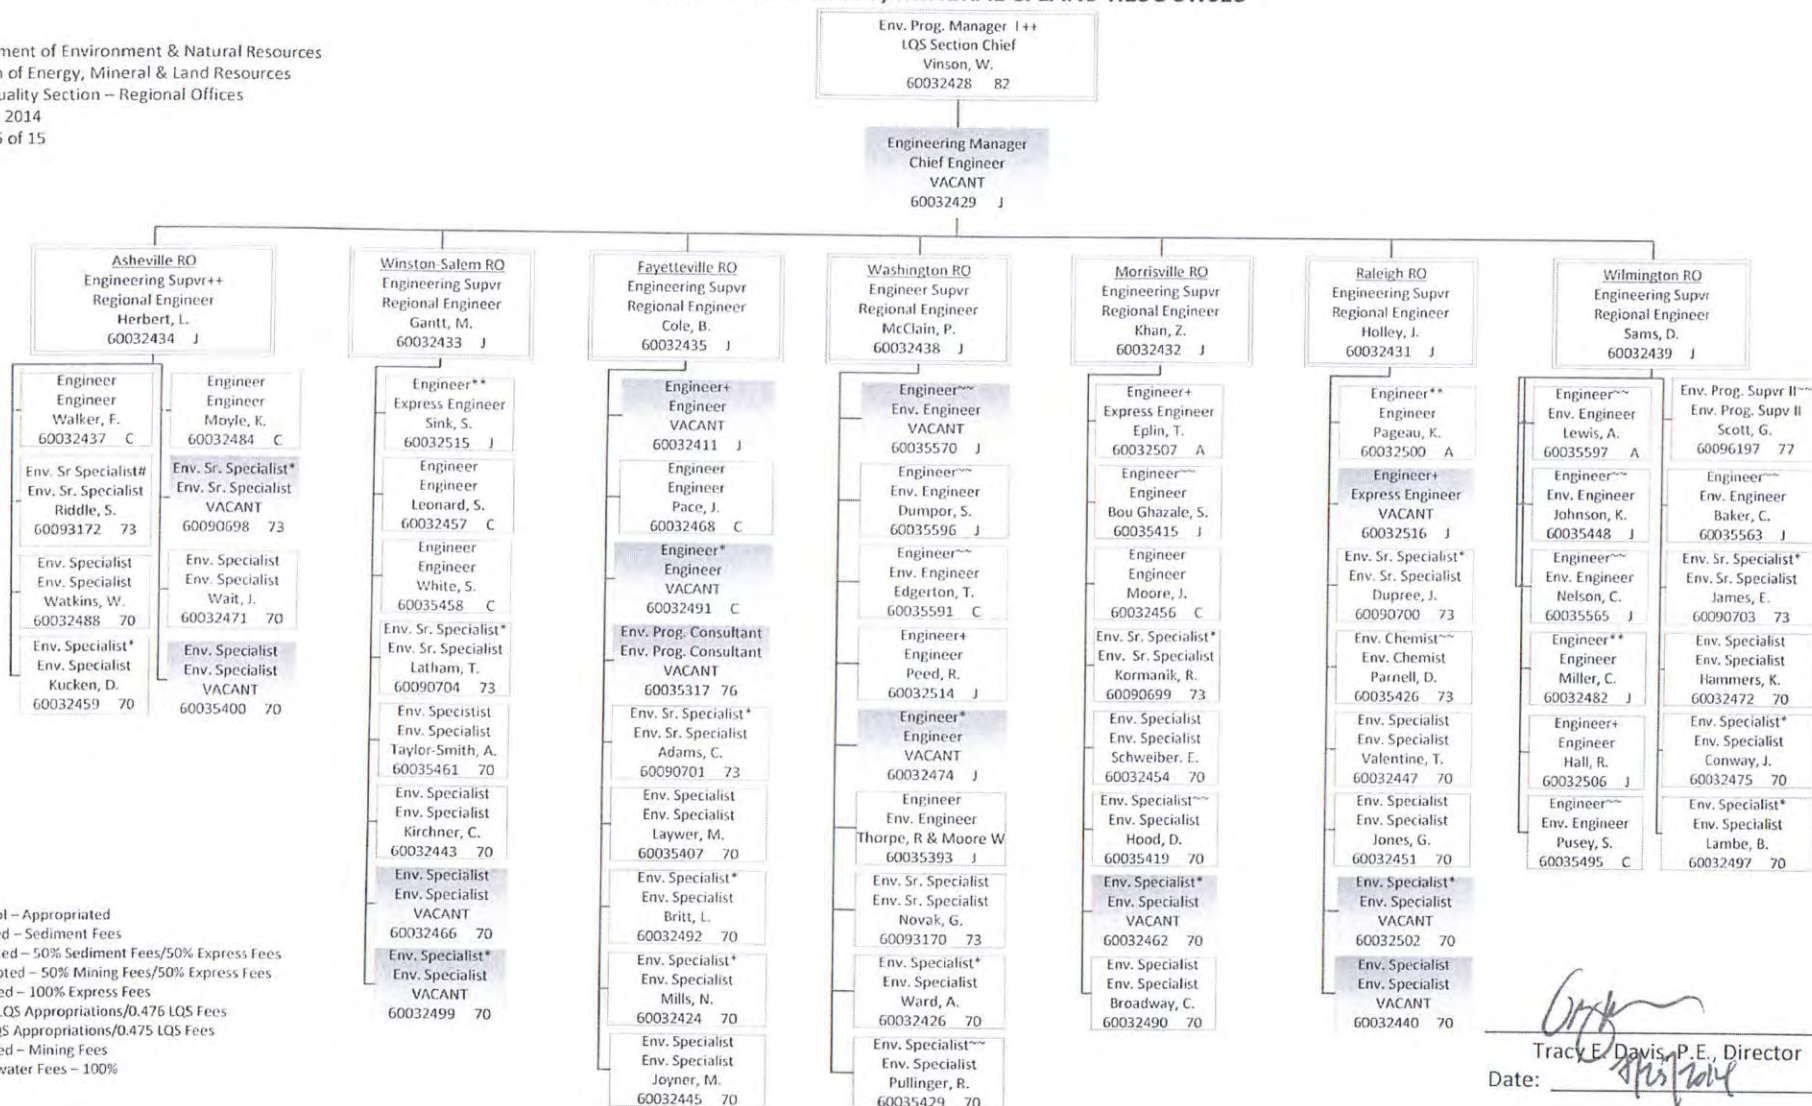 ment of Environment & Natural Resources
of Energy, Mineral & Land Resources
uality Section – Regional Offices
2014
of 15
Env. Prog. Manager I++
LQS Section Chief
Vinson, W.
60032428 82
Engineering Manager
Chief Engineer
VACANT
60032429 J
Asheville RO
Engineering Supvr++
Regional Engineer
Herbert, L.
60032434 J
Engineer
Engineer
Walker, F.
60032437 C
Env. Sr Specialist#
Env. Sr. Specialist
Riddle, S.
60093172 73
Env. Specialist
Env. Specialist
Watkins, W.
60032488 70
Env. Specialist*
Env. Specialist
Kucken, D.
60032459 70
Engineer
Engineer
Moyle, K.
60032484 C
Env. Sr. Specialist*
Env. Sr. Specialist
VACANT
60090698 73
Env. Specialist
Env. Specialist
Wait, J.
60032471 70
Env. Specialist
Env. Specialist
VACANT
60035400 70
Winston-Salem RO
Engineering Supvr
Regional Engineer
Gantt, M.
60032433 J
Engineer**
Express Engineer
Sink, S.
60032515 J
Engineer
Engineer
Leonard, S.
60032457 C
Engineer
Engineer
White, S.
60035458 C
Env. Sr. Specialist*
Env. Sr. Specialist
Latham, T.
60090704 73
Env. Specistist
Env. Specialist
Taylor-Smith, A.
60035461 70
Env. Specialist
Env. Specialist
Kirchner, C.
60032443 70
Env. Specialist
Env. Specialist
VACANT
60032466 70
Env. Specialist*
Env. Specialist
VACANT
60032499 70
Fayetteville RO
Engineering Supvr
Regional Engineer
Cole, B.
60032435 J
Engineer+
Engineer
VACANT
60032411 J
Engineer
Engineer
Pace, J.
60032468 C
Engineer*
Engineer
VACANT
60032491 C
Env. Prog. Consultant
Env. Prog. Consultant
VACANT
60035317 76
Env. Sr. Specialist*
Env. Sr. Specialist
Adams, C.
60090701 73
Env. Specialist
Env. Specialist
Laywer, M.
60035407 70
Env. Specialist*
Env. Specialist
Britt, L.
60032492 70
Env. Specialist*
Env. Specialist
Mills, N.
60032424 70
Env. Specialist
Env. Specialist
Joyner, M.
60032445 70
Washington RO
Engineer Supvr
Regional Engineer
McClain, P.
60032438 J
Engineer~~
Env. Engineer
VACANT
60035570 J
Engineer~~
Env. Engineer
Dumpor, S.
60035596 J
Engineer~~
Env. Engineer
Edgerton, T.
60035591 C
Engineer+
Engineer
Peed, R.
60032514 J
Engineer*
Engineer
VACANT
60032474 J
Engineer
Env. Engineer
Thorpe, R & Moore W
60035393 J
Env. Sr. Specialist
Env. Sr. Specialist
Novak, G.
60093170 73
Env. Specialist*
Env. Specialist
Ward, A.
60032426 70
Env. Specialist~~
Env. Specialist
Pullinger, R.
60035429 70
Morrisville RO
Engineering Supvr
Regional Engineer
Khan, Z.
60032432 J
Engineer+
Express Engineer
Eplin, T.
60032507 A
Engineer~~
Engineer
Bou Ghazale, S.
60035415 J
Engineer
Engineer
Moore, J.
60032456 C
Env. Sr. Specialist*
Env. Sr. Specialist
Kormanik, R.
60090699 73
Env. Specialist
Env. Specialist
Schweiber. E.
60032454 70
Env. Specialist~~
Env. Specialist
Hood, D.
60035419 70
Env. Specialist*
Env. Specialist
VACANT
60032462 70
Env. Specialist
Env. Specialist
Broadway, C.
60032490 70
Raleigh RO
Engineering Supvr
Regional Engineer
Holley, J.
60032431 J
Engineer**
Engineer
Pageau, K.
60032500 A
Engineer+
Express Engineer
VACANT
60032516 J
Env. Sr. Specialist*
Env. Sr. Specialist
Dupree, J.
60090700 73
Env. Chemist~~
Env. Chemist
Parnell, D.
60035426 73
Env. Specialist
Env. Specialist
Valentine, T.
60032447 70
Env. Specialist
Env. Specialist
Jones, G.
60032451 70
Env. Specialist*
Env. Specialist
VACANT
60032502 70
Env. Specialist
Env. Specialist
VACANT
60032440 70
Wilmington RO
Engineering Supvr
Regional Engineer
Sams, D.
60032439 J
Engineer~~
Env. Engineer
Lewis, A.
60035597 A
Engineer~~
Env. Engineer
Johnson, K.
60035448 J
Engineer~~
Env. Engineer
Nelson, C.
60035565 J
Engineer**
Engineer
Miller, C.
60032482 J
Engineer+
Engineer
Hall, R.
60032506 J
Engineer~~
Env. Engineer
Pusey, S.
60035495 C
Env. Prog. Supvr II~~
Env. Prog. Supv II
Scott, G.
60096197 77
Engineer~~
Env. Engineer
Baker, C.
60035563 J
Env. Sr. Specialist*
Env. Sr. Specialist
James, E.
60090703 73
Env. Specialist
Env. Specialist
Hammers, K.
60032472 70
Env. Specialist*
Env. Specialist
Conway, J.
60032475 70
Env. Specialist*
Env. Specialist
Lambe, B.
60032497 70
ol – Appropriated
ed – Sediment Fees
ted – 50% Sediment Fees/50% Express Fees
pted – 50% Mining Fees/50% Express Fees
ed – 100% Express Fees
LQS Appropriations/0.476 LQS Fees
QS Appropriations/0.475 LQS Fees
ed – Mining Fees
water Fees – 100%
Tracy E. Davis, P.E., Director
Date: 8/25/2014